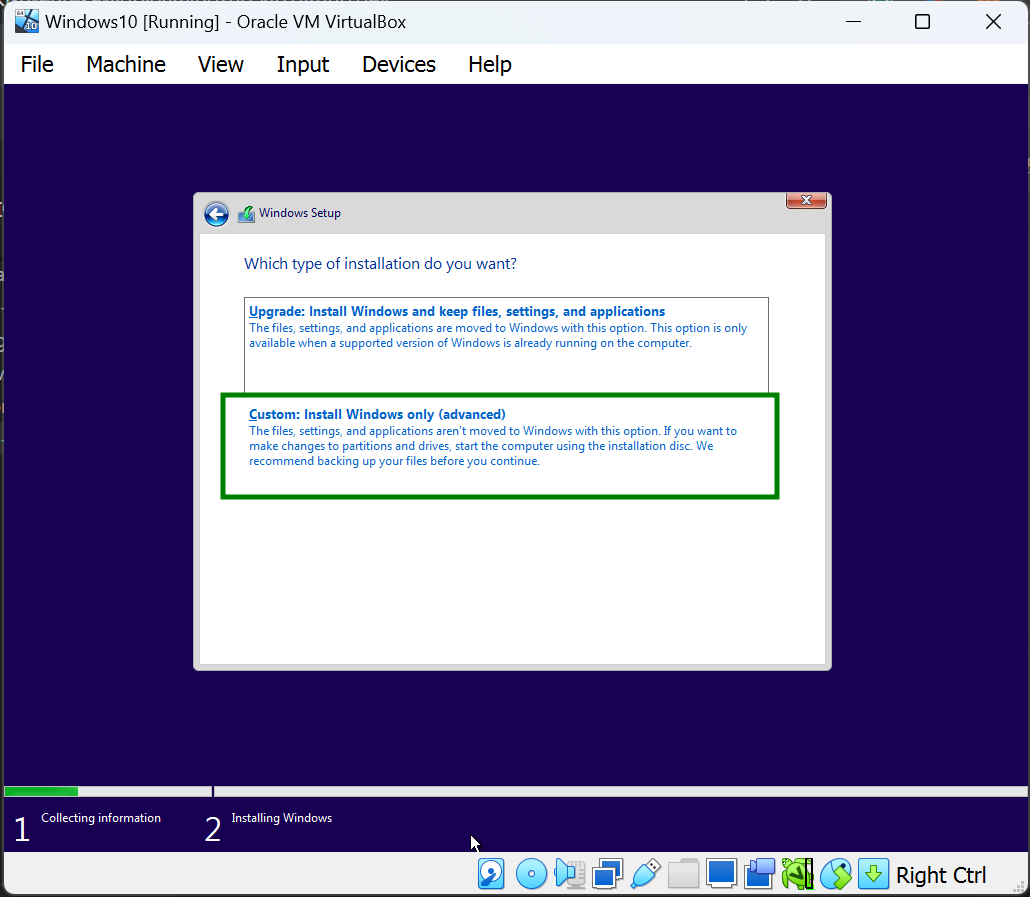 Windows10 [Running] - Oracle VM VirtualBox
File Machine View Input Devices Help
Windows Setup
Which type of installation do you want?
Upgrade: Install Windows and keep files, settings, and applications
The files, settings, and applications are moved to Windows with this option. This option is only
available when a supported version of Windows is already running on the computer.
Custom: Install Windows only (advanced)
The files, settings, and applications aren't moved to Windows with this option. If you want to
make changes to partitions and drives, start the computer using the installation disc. We
recommend backing up your files before you continue.
1 Collecting information 2 Installing Windows
Right Ctrl